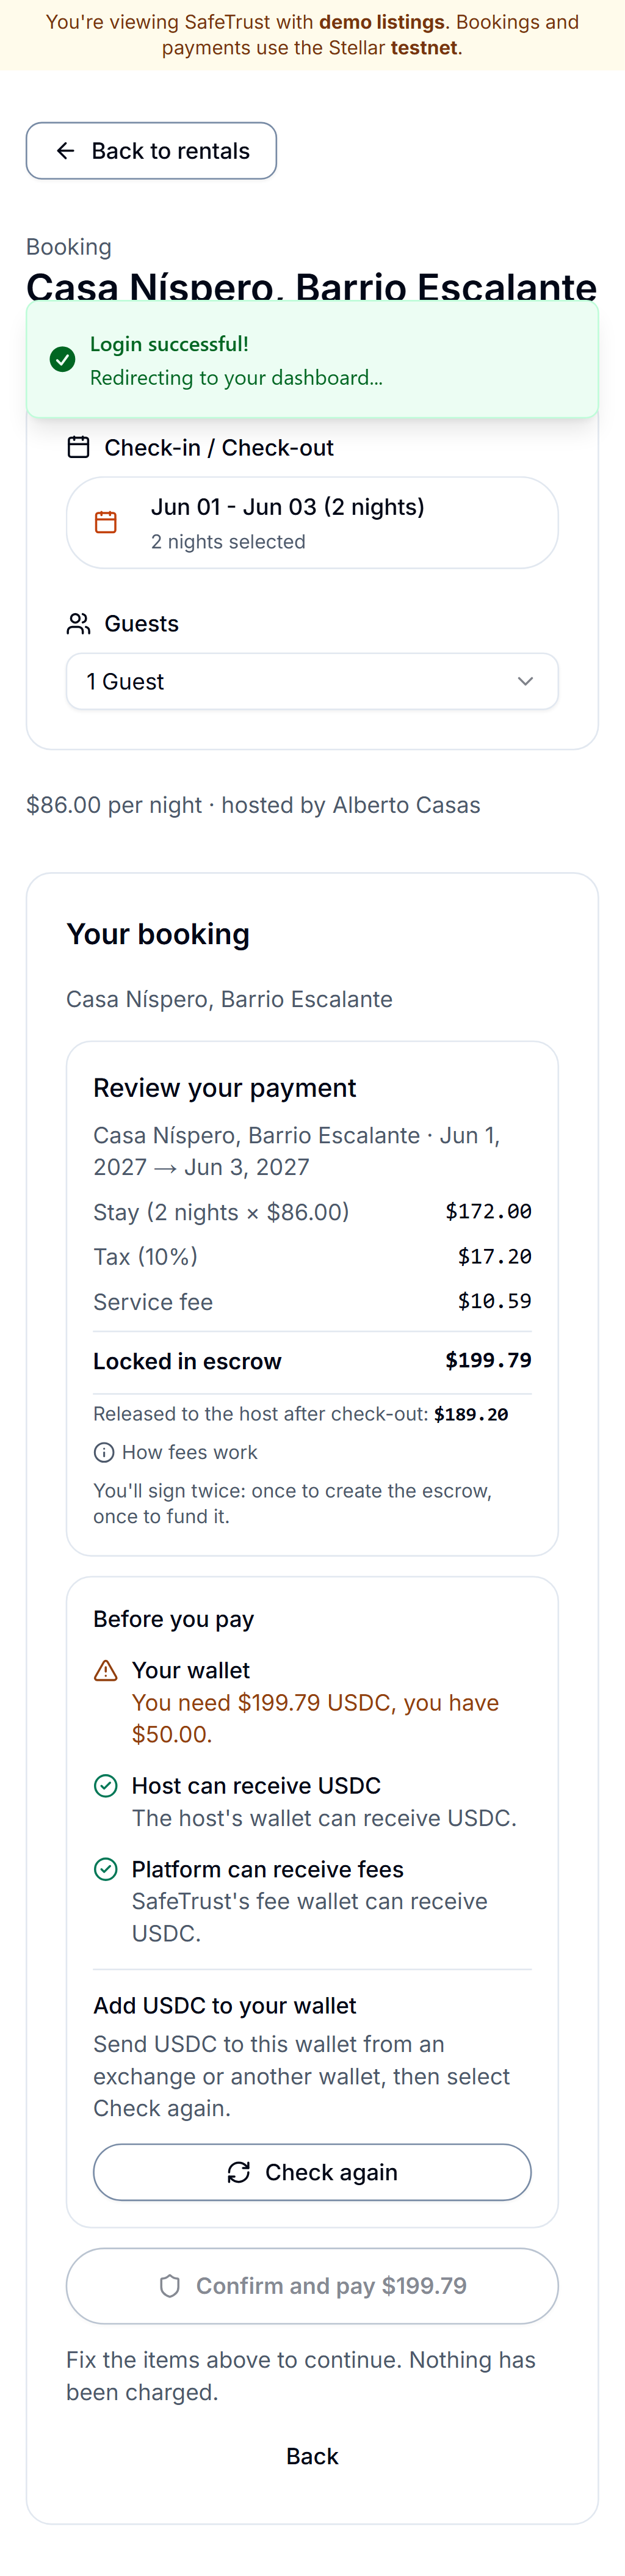 You're viewing SafeTrust with demo listings. Bookings and
payments use the Stellar testnet.
Back to rentals
Booking
Casa Níspero, Barrio Escalante
Login successful!
Redirecting to your dashboard...
Check-in / Check-out
Jun 01 - Jun 03 (2 nights)
2 nights selected
Guests
1 Guest
$86.00 per night · hosted by Alberto Casas
Your booking
Casa Níspero, Barrio Escalante
Review your payment
Casa Níspero, Barrio Escalante · Jun 1,
2027 → Jun 3, 2027
Stay (2 nights × $86.00) $172.00
Tax (10%) $17.20
Service fee $10.59
Locked in escrow $199.79
Released to the host after check-out: $189.20
How fees work
You'll sign twice: once to create the escrow,
once to fund it.
Before you pay
Your wallet
You need $199.79 USDC, you have
$50.00.
Host can receive USDC
The host's wallet can receive USDC.
Platform can receive fees
SafeTrust's fee wallet can receive
USDC.
Add USDC to your wallet
Send USDC to this wallet from an
exchange or another wallet, then select
Check again.
Check again
Confirm and pay $199.79
Fix the items above to continue. Nothing has
been charged.
Back